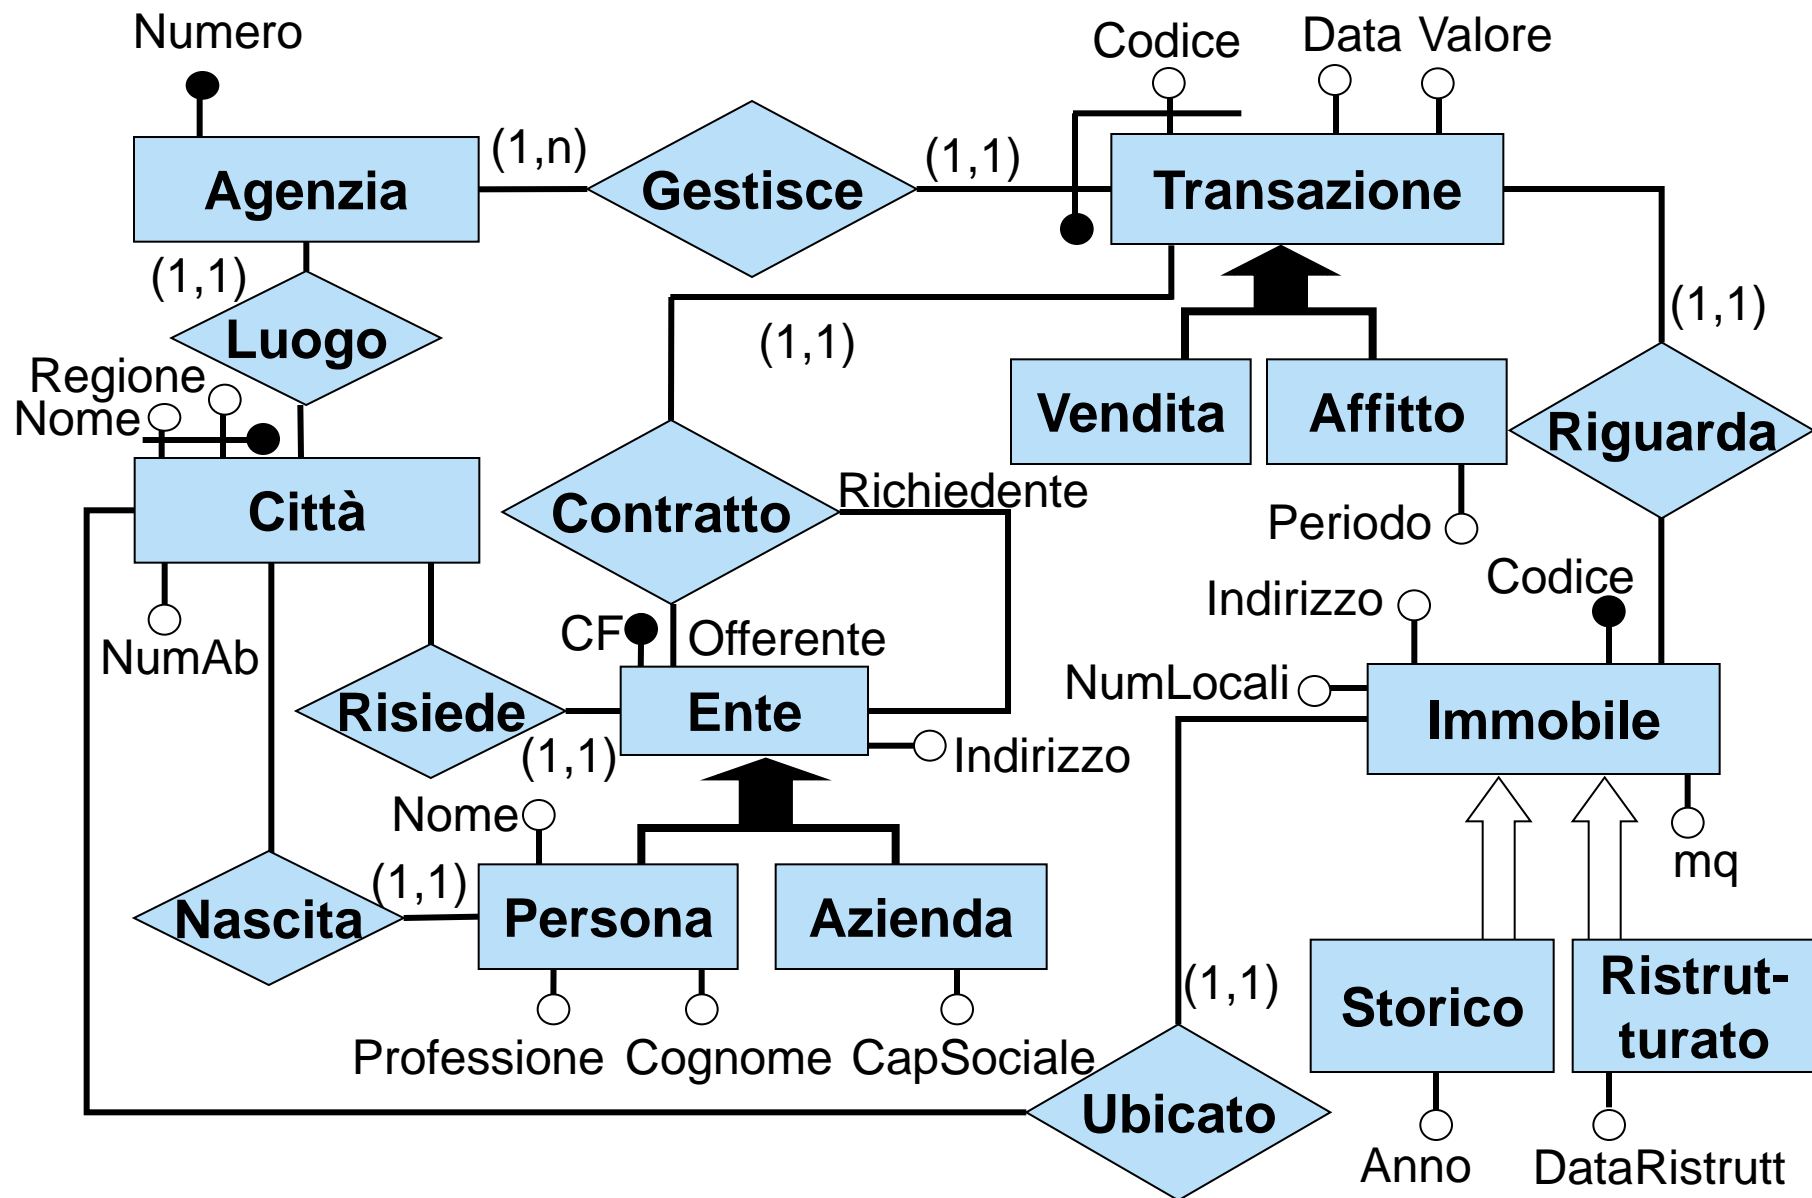 Numero
Codice
Data Valore
(1,n)
(1,1)
Agenzia
Gestisce
Transazione
(1,1)
Luogo
(1,1)
(1,1)
Regione
Nome
Vendita
Affitto
Riguarda
Richiedente
Città
Contratto
Periodo
Codice
Indirizzo
NumAb
CF
Offerente
NumLocali
Risiede
Ente
Immobile
(1,1)
Indirizzo
Nome
mq
(1,1)
Nascita
Persona
Azienda
(1,1)
Storico
Ristrut-
turato
Professione
Cognome
CapSociale
Ubicato
Anno
DataRistrutt